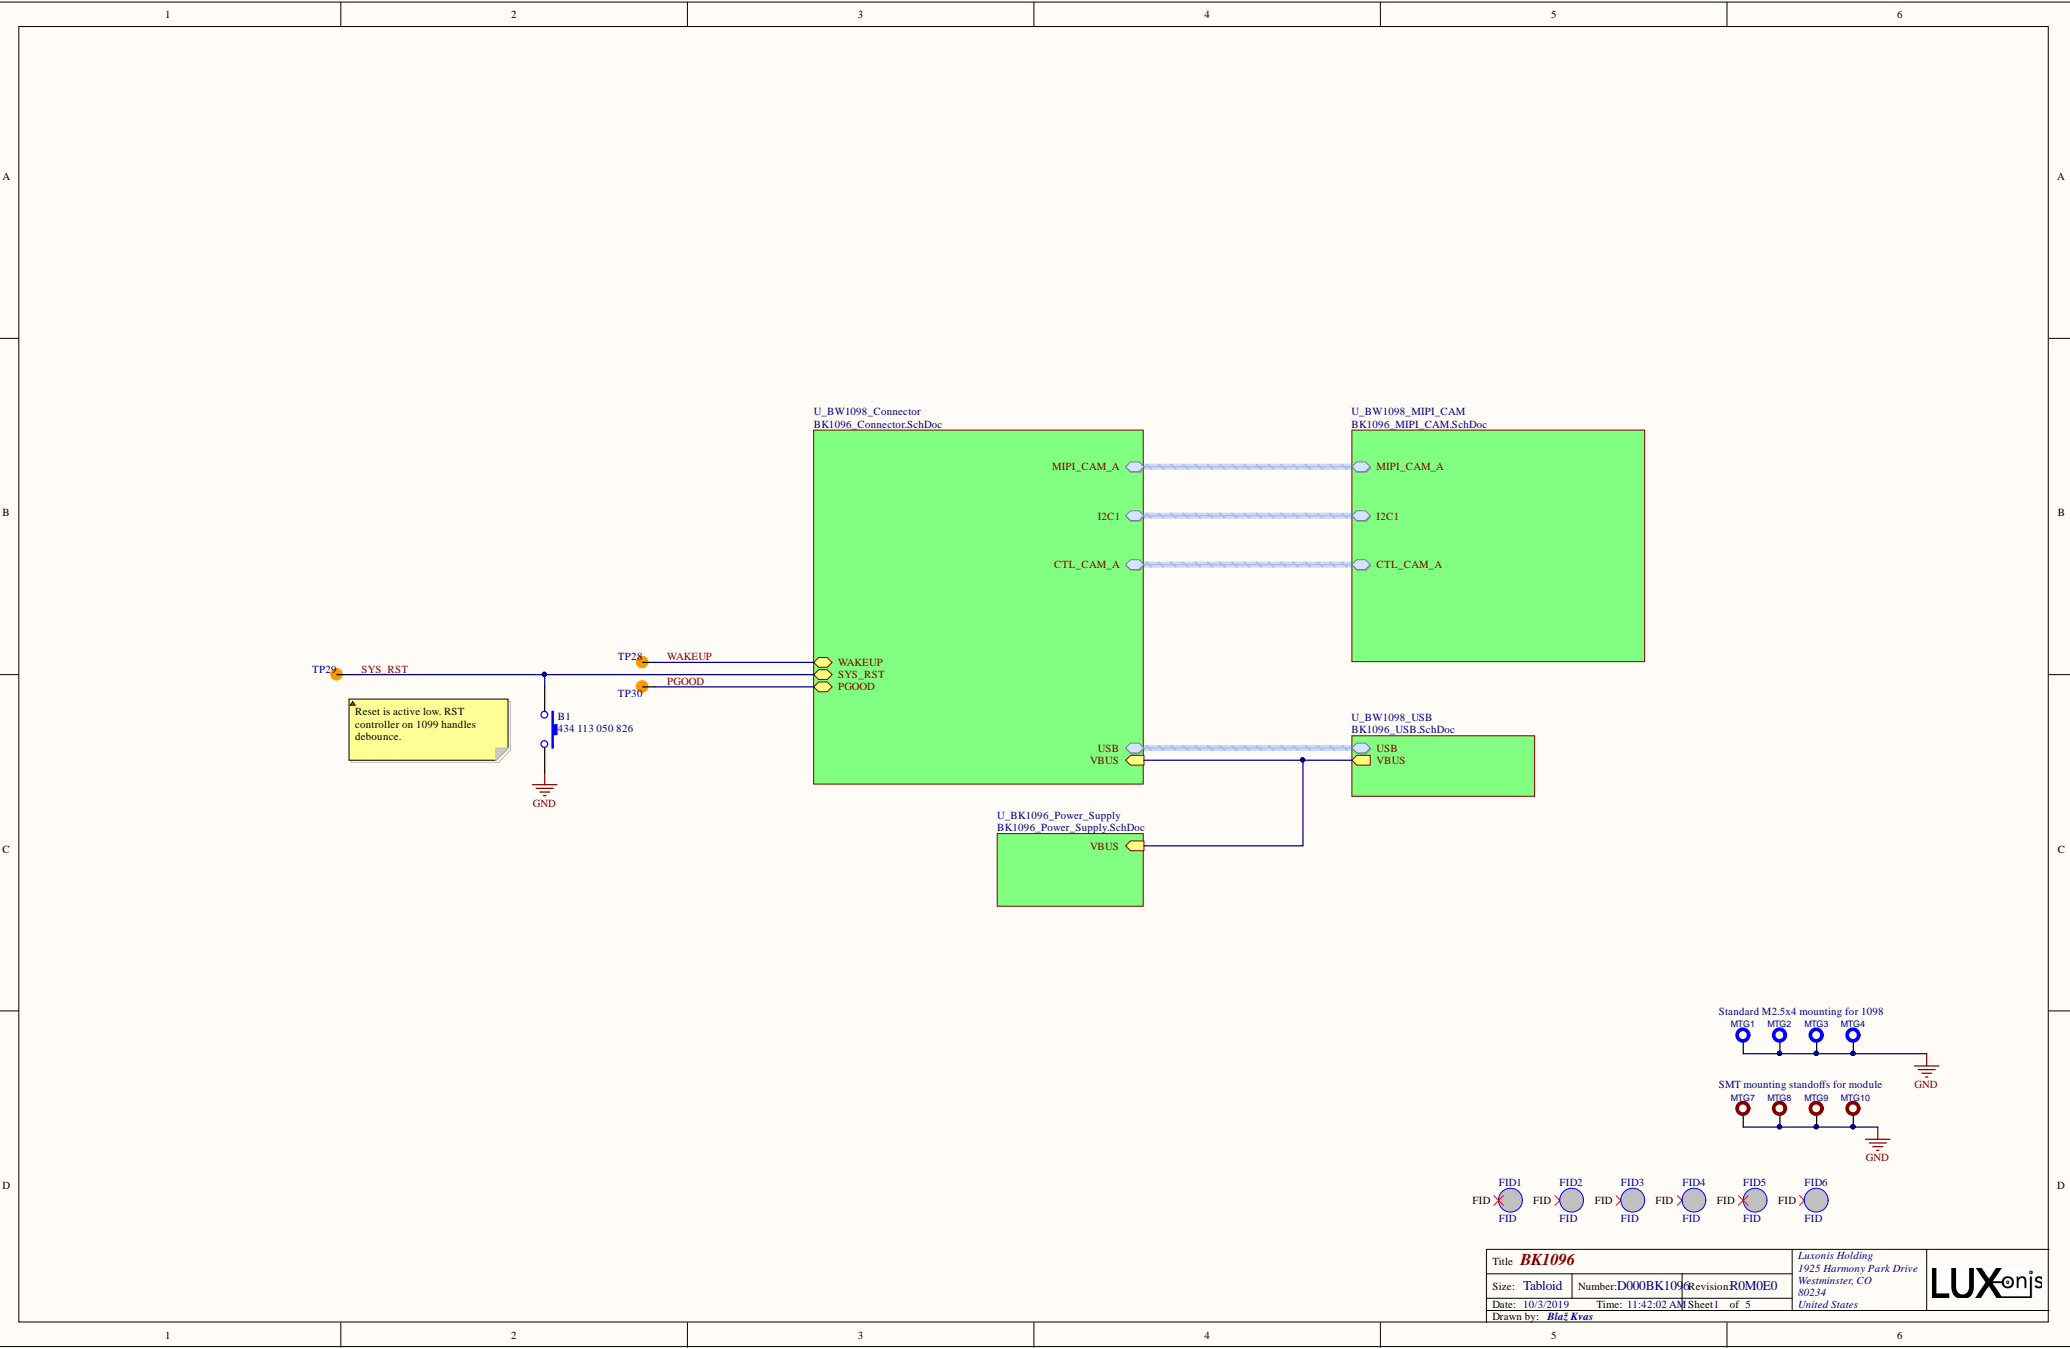 1 2 3 4 5 6
A A
U_BW1098_Connector
BK1096_Connector.SchDoc
U_BW1098_MIPI_CAM
BK1096_MIPI_CAM.SchDoc
MIPI_CAM_A MIPI_CAM_A
B I2C1 I2C1 B
CTL_CAM_A CTL_CAM_A
TP28 WAKEUP WAKEUP
TP29 SYS_RST SYS_RST
TP30 PGOOD PGOOD
Reset is active low. RST
controller on 1099 handles
debounce.
B1
434 113 050 826
GND
U_BW1098_USB
BK1096_USB.SchDoc
USB USB
VBUS VBUS
U_BK1096_Power_Supply
BK1096_Power_Supply.SchDoc
VBUS
C C
Standard M2.5x4 mounting for 1098
MTG1 MTG2 MTG3 MTG4
GND
SMT mounting standoffs for module
MTG7 MTG8 MTG9 MTG10
GND
D D
FID1 FID2 FID3 FID4 FID5 FID6
FID FID FID FID FID FID
FID FID FID FID FID FID
Title BK1096
Size: Tabloid Number:D000BK1096 Revision:R0M0E0
Date: 10/3/2019 Time: 11:42:02 AM Sheet1 of 5
Drawn by: Blaž Kvas
Luxonis Holding
1925 Harmony Park Drive
Westminster, CO
80234
United States
LUXonis
1 2 3 4 5 6